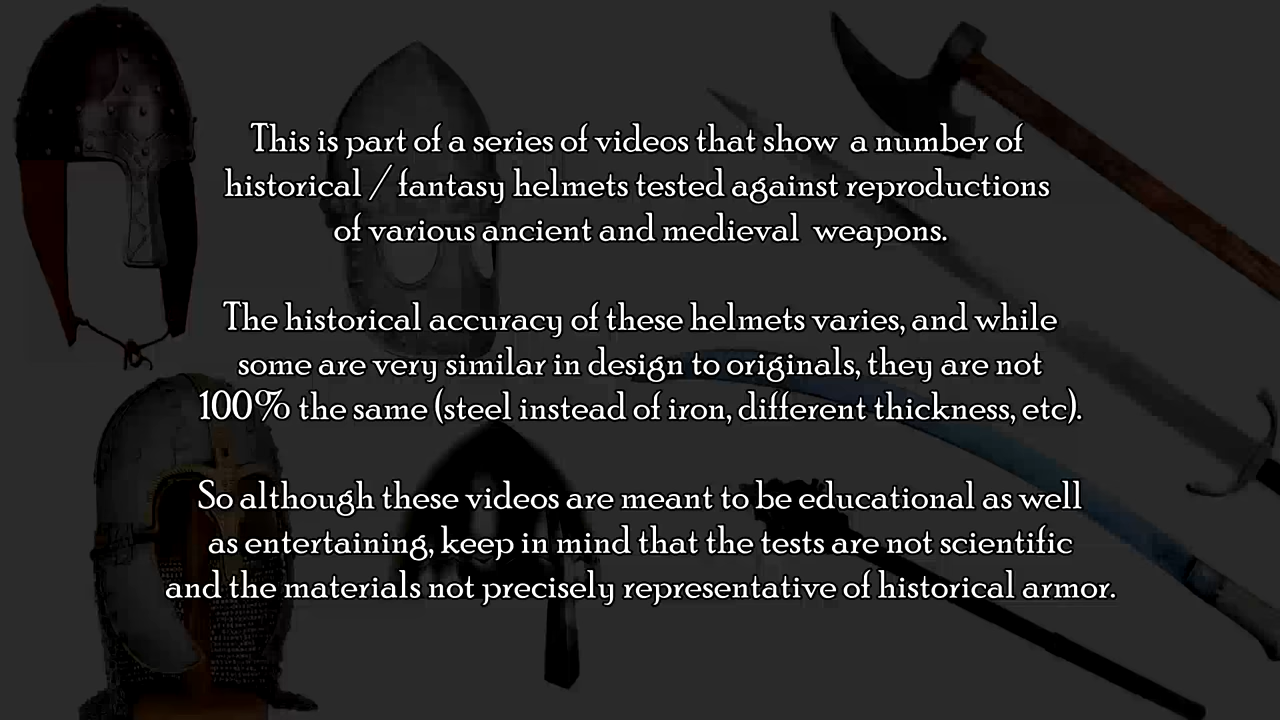 This is part of a series of videos that show a number of
historical / fantasy helmets tested against reproductions
of various ancient and medieval weapons.
The historical accuracy of these helmets varies, and while
some are very similar in design to originals, they are not
100% the same (steel instead of iron, different thickness, etc).
So although these videos are meant to be educational as well
as entertaining, keep in mind that the tests are not scientific
and the materials not precisely representative of historical armor.